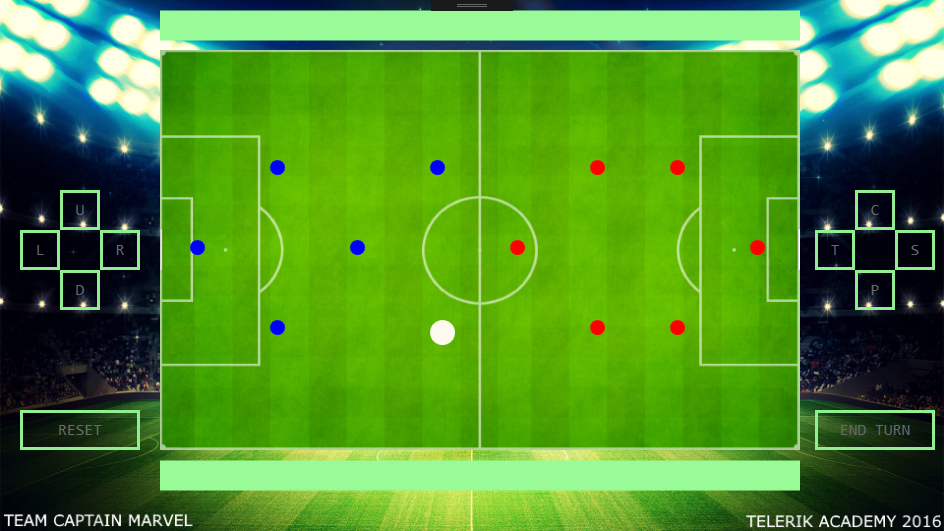 U
L R
D
RESET
C
T S
P
END TURN
TEAM CAPTAIN MARVEL
TELERIK ACADEMY 2016